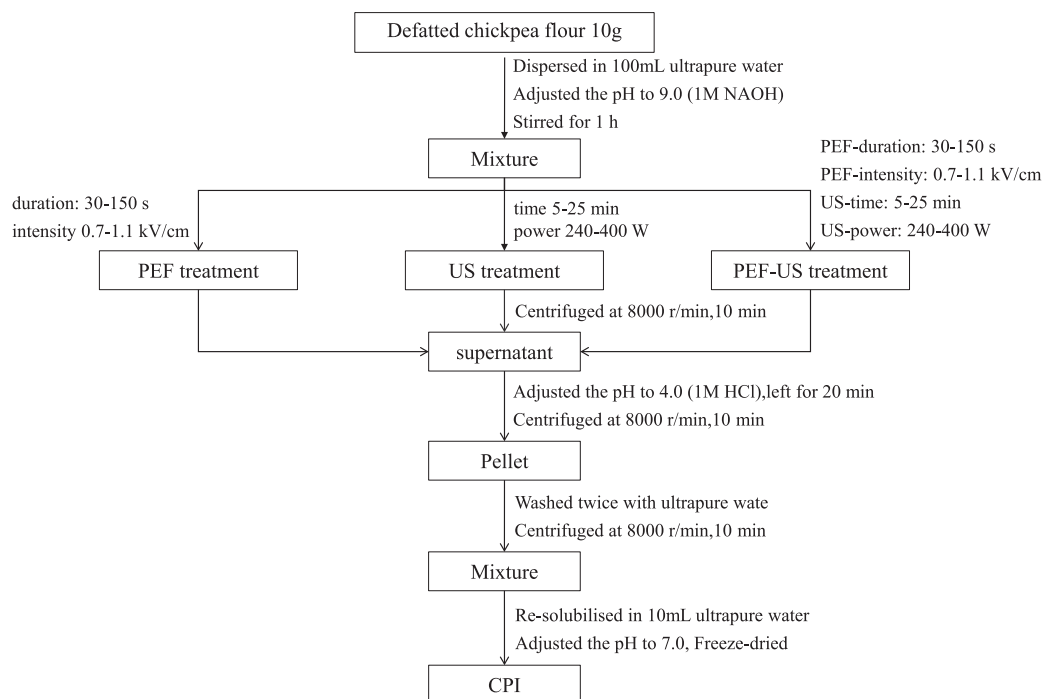 Defatted chickpea flour 10g
Dispersed in 100mL ultrapure water
Adjusted the pH to 9.0 (1M NAOH)
Stirred for 1 h
Mixture
duration: 30-150 s
intensity 0.7-1.1 kV/cm
time 5-25 min
power 240-400 W
PEF-duration: 30-150 s
PEF-intensity: 0.7-1.1 kV/cm
US-time: 5-25 min
US-power: 240-400 W
PEF treatment
US treatment
PEF-US treatment
Centrifuged at 8000 r/min,10 min
supernatant
Adjusted the pH to 4.0 (1M HCl),left for 20 min
Centrifuged at 8000 r/min,10 min
Pellet
Washed twice with ultrapure wate
Centrifuged at 8000 r/min,10 min
Mixture
Re-solubilised in 10mL ultrapure water
Adjusted the pH to 7.0, Freeze-dried
CPI